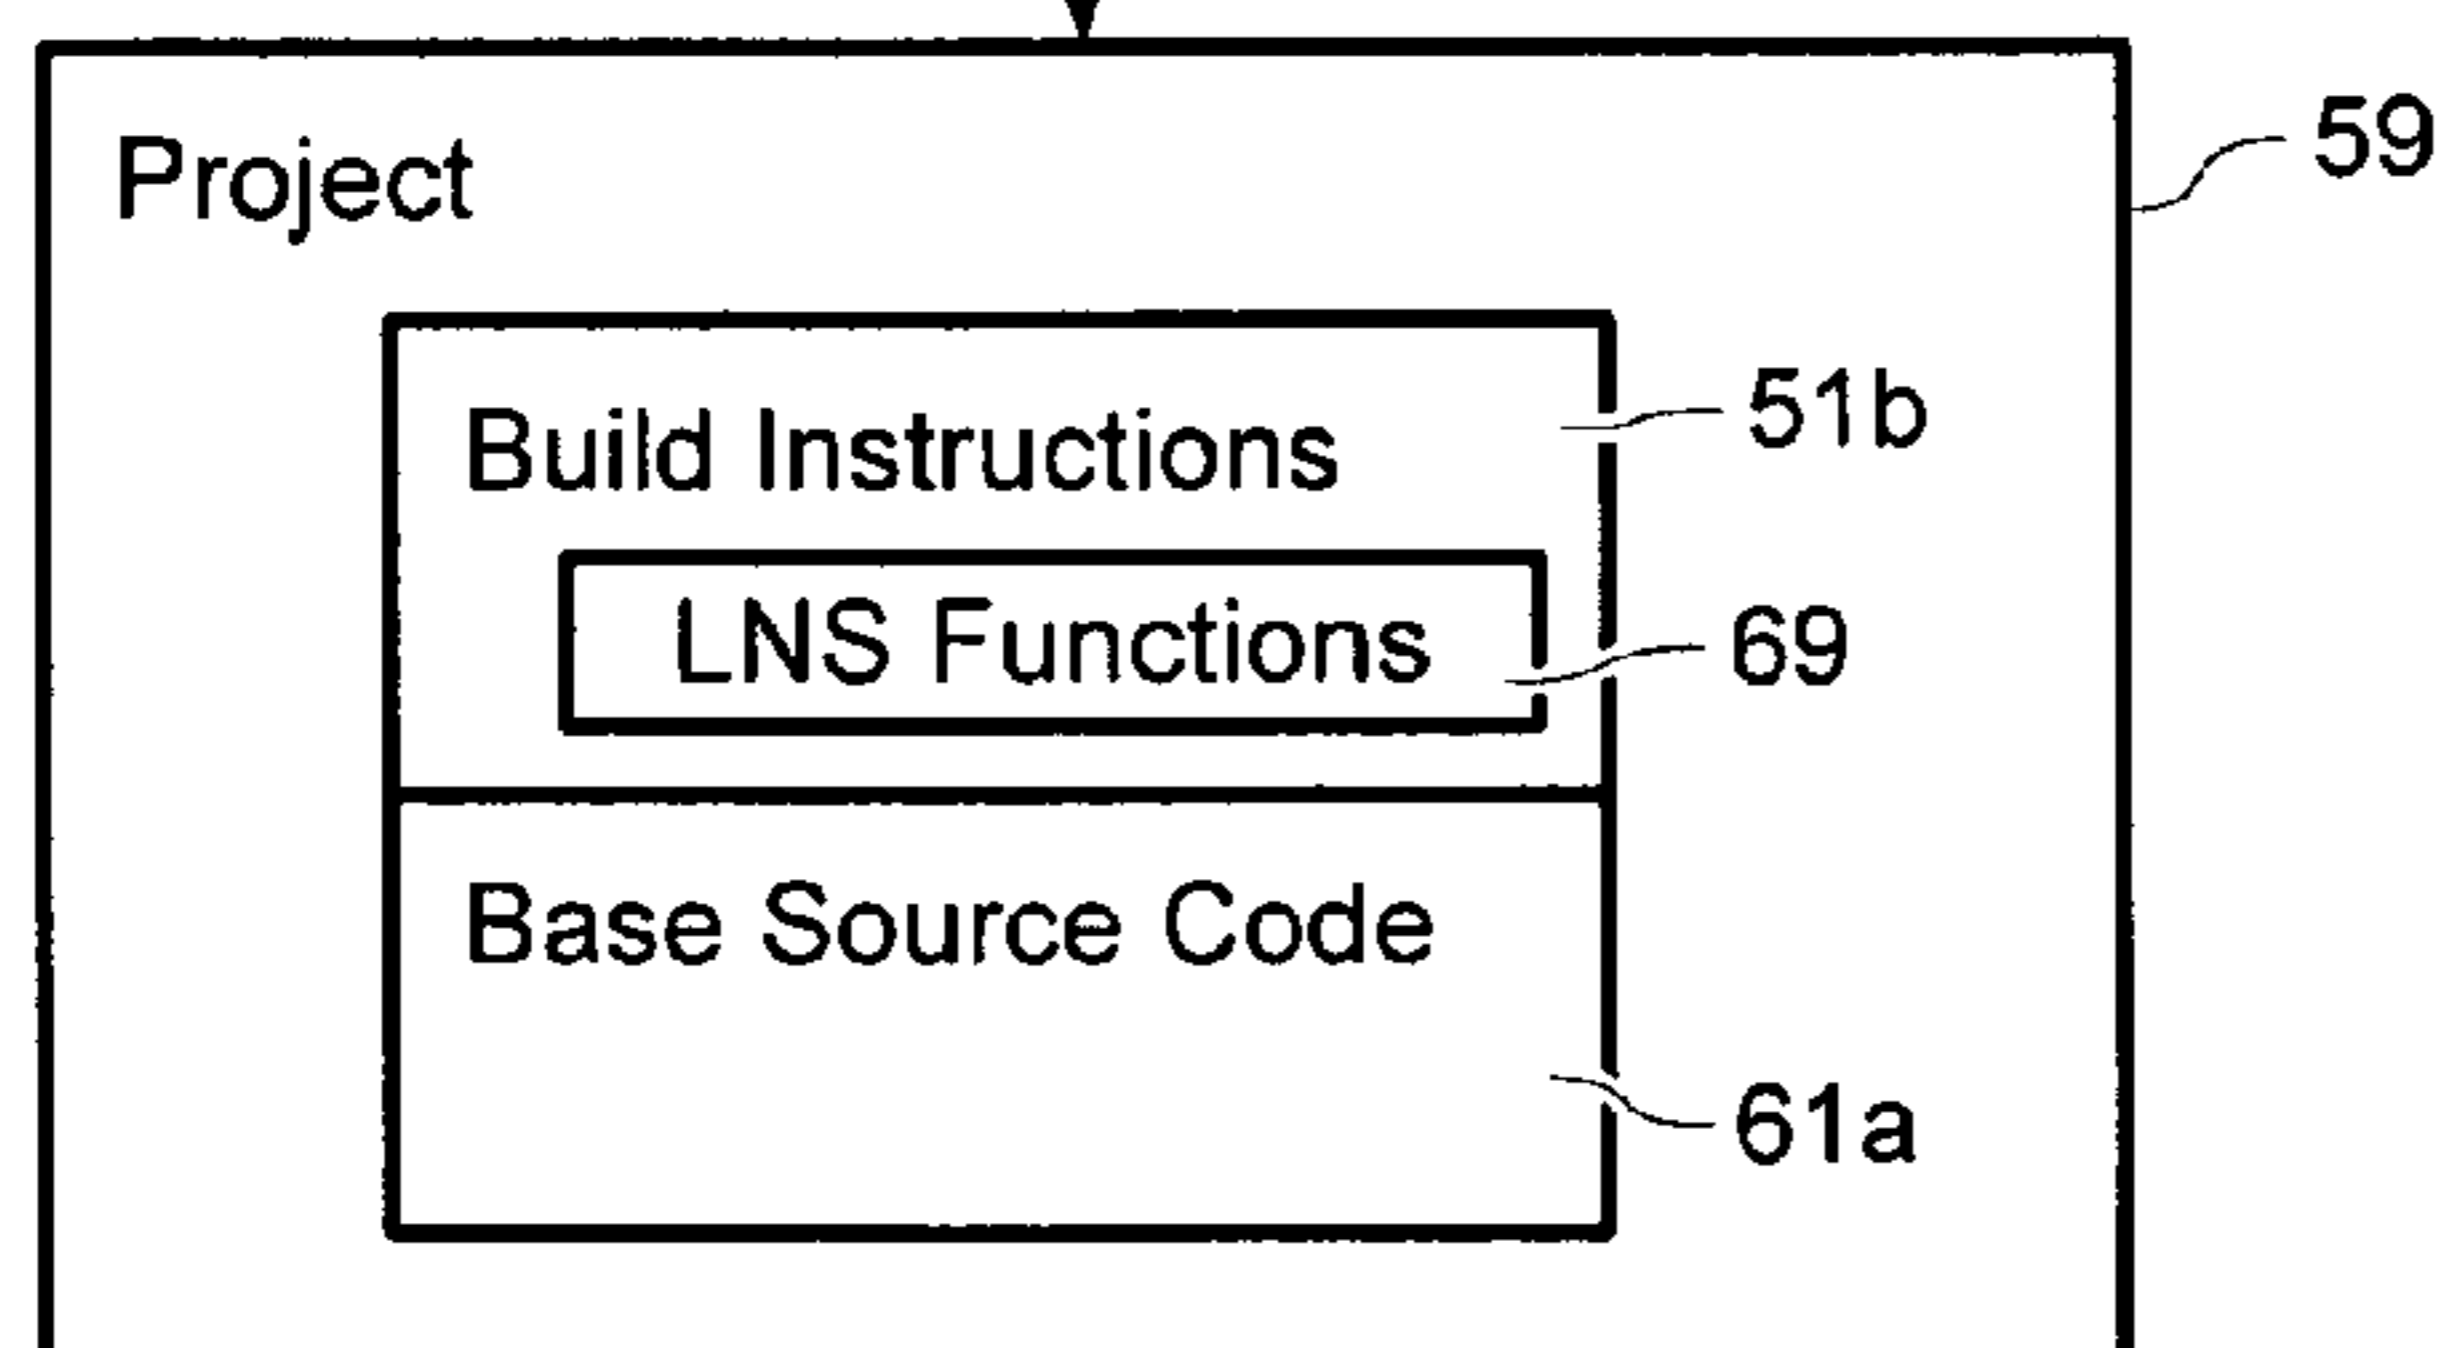 Project
59
Build Instructions
51b
LNS Functions
69
Base Source Code
61a